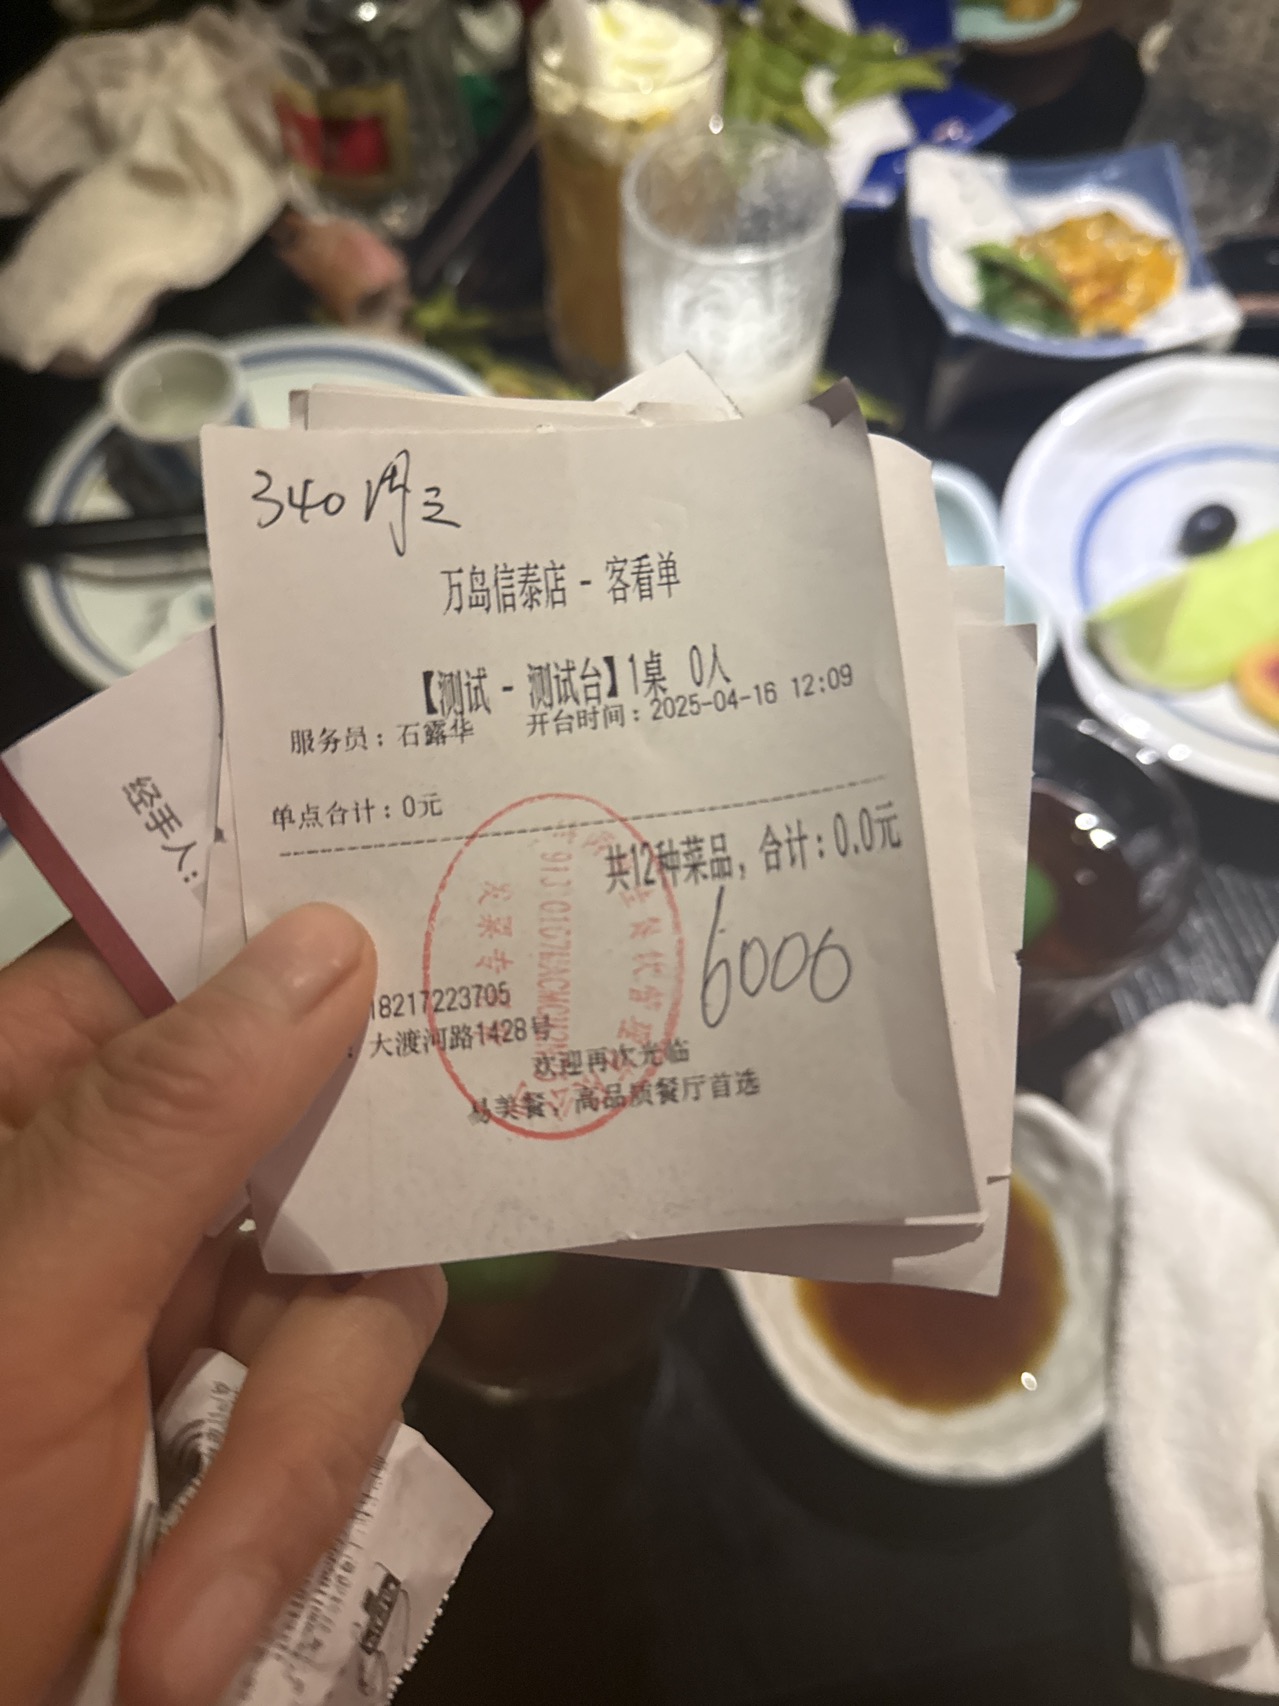 340
万岛信泰店 - 客看单
【测试 - 测试台】1桌 0人
服务员：石露华 开台时间：2025-04-16 12:09
单点合计：0元
共12种菜品，合计：0.0元
6006
18217223705
：大渡河路1428号
欢迎再次光临
易美餐，高品质餐厅首选
发票专
经手人：